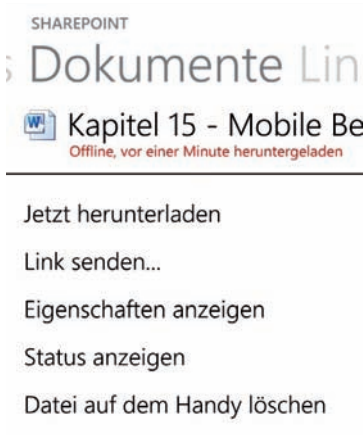 SHAREPOINT
Dokumente Lin
Kapitel 15 - Mobile Be
Offline, vor einer Minute heruntergeladen
Jetzt herunterladen
Link senden...
Eigenschaften anzeigen
Status anzeigen
Datei auf dem Handy löschen